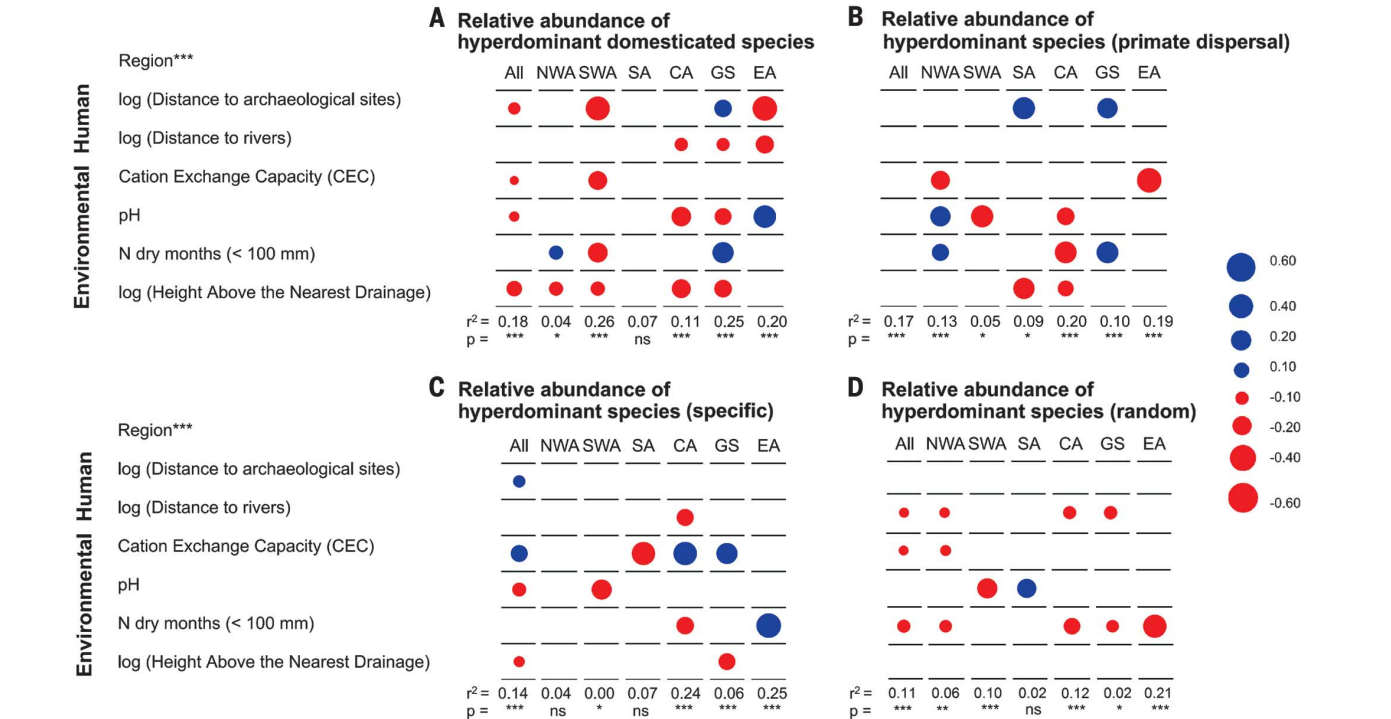 A Relative abundance of
hyperdominant domesticated species
All NWA SWA SA CA GS EA
Environmental Human
Region***
log (Distance to archaeological sites)
log (Distance to rivers)
Cation Exchange Capacity (CEC)
pH
N dry months (< 100 mm)
log (Height Above the Nearest Drainage)
r² = 0.18 0.04 0.26 0.07 0.11 0.25 0.20
p = *** * *** ns *** *** ***
B Relative abundance of
hyperdominant species (primate dispersal)
All NWA SWA SA CA GS EA
r² = 0.17 0.13 0.05 0.09 0.20 0.10 0.19
p = *** *** * * *** *** ***
0.60
0.40
0.20
0.10
-0.10
-0.20
-0.40
-0.60
C Relative abundance of
hyperdominant species (specific)
All NWA SWA SA CA GS EA
Environmental Human
Region***
log (Distance to archaeological sites)
log (Distance to rivers)
Cation Exchange Capacity (CEC)
pH
N dry months (< 100 mm)
log (Height Above the Nearest Drainage)
r² = 0.14 0.04 0.00 0.07 0.24 0.06 0.25
p = *** ns * ns *** *** ***
D Relative abundance of
hyperdominant species (random)
All NWA SWA SA CA GS EA
r² = 0.11 0.06 0.10 0.02 0.12 0.02 0.21
p = *** ** *** ns *** * ***